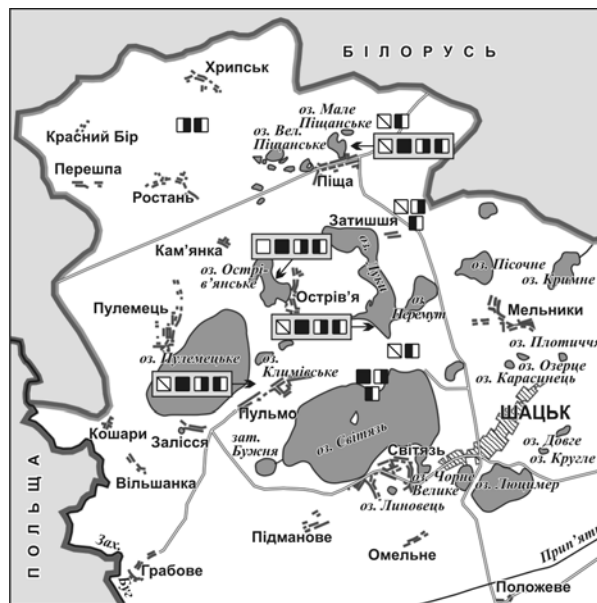 БІЛОРУСЬ
Хрипськ
оз. Мале
Піщанське
Красний Бір
оз. Вел.
Піщанське
Перешпа
Піща
Ростань
Затишшя
Кам'янка
оз. Луки
оз. Острі-
в'янське
оз. Пісочне
оз. Кримне
Пулемець
Острів'я
оз.
Перемут
Мельники
оз. Пулемецьке
оз.
Климівське
оз. Плотиччя
оз. Озерце
оз. Карасинець
Пульмо
ШАЦЬК
Кошари
Залісся
зат.
Бужня
оз. Світязь
Світязь
оз. Довге
оз. Кругле
Вільшанка
оз. Чорне
Велике
оз. Люцимер
оз. Линовець
ПОЛЬЩА
Підманове
Омельне
Прип'ять
Зах.
Буг
Грабове
Положеве